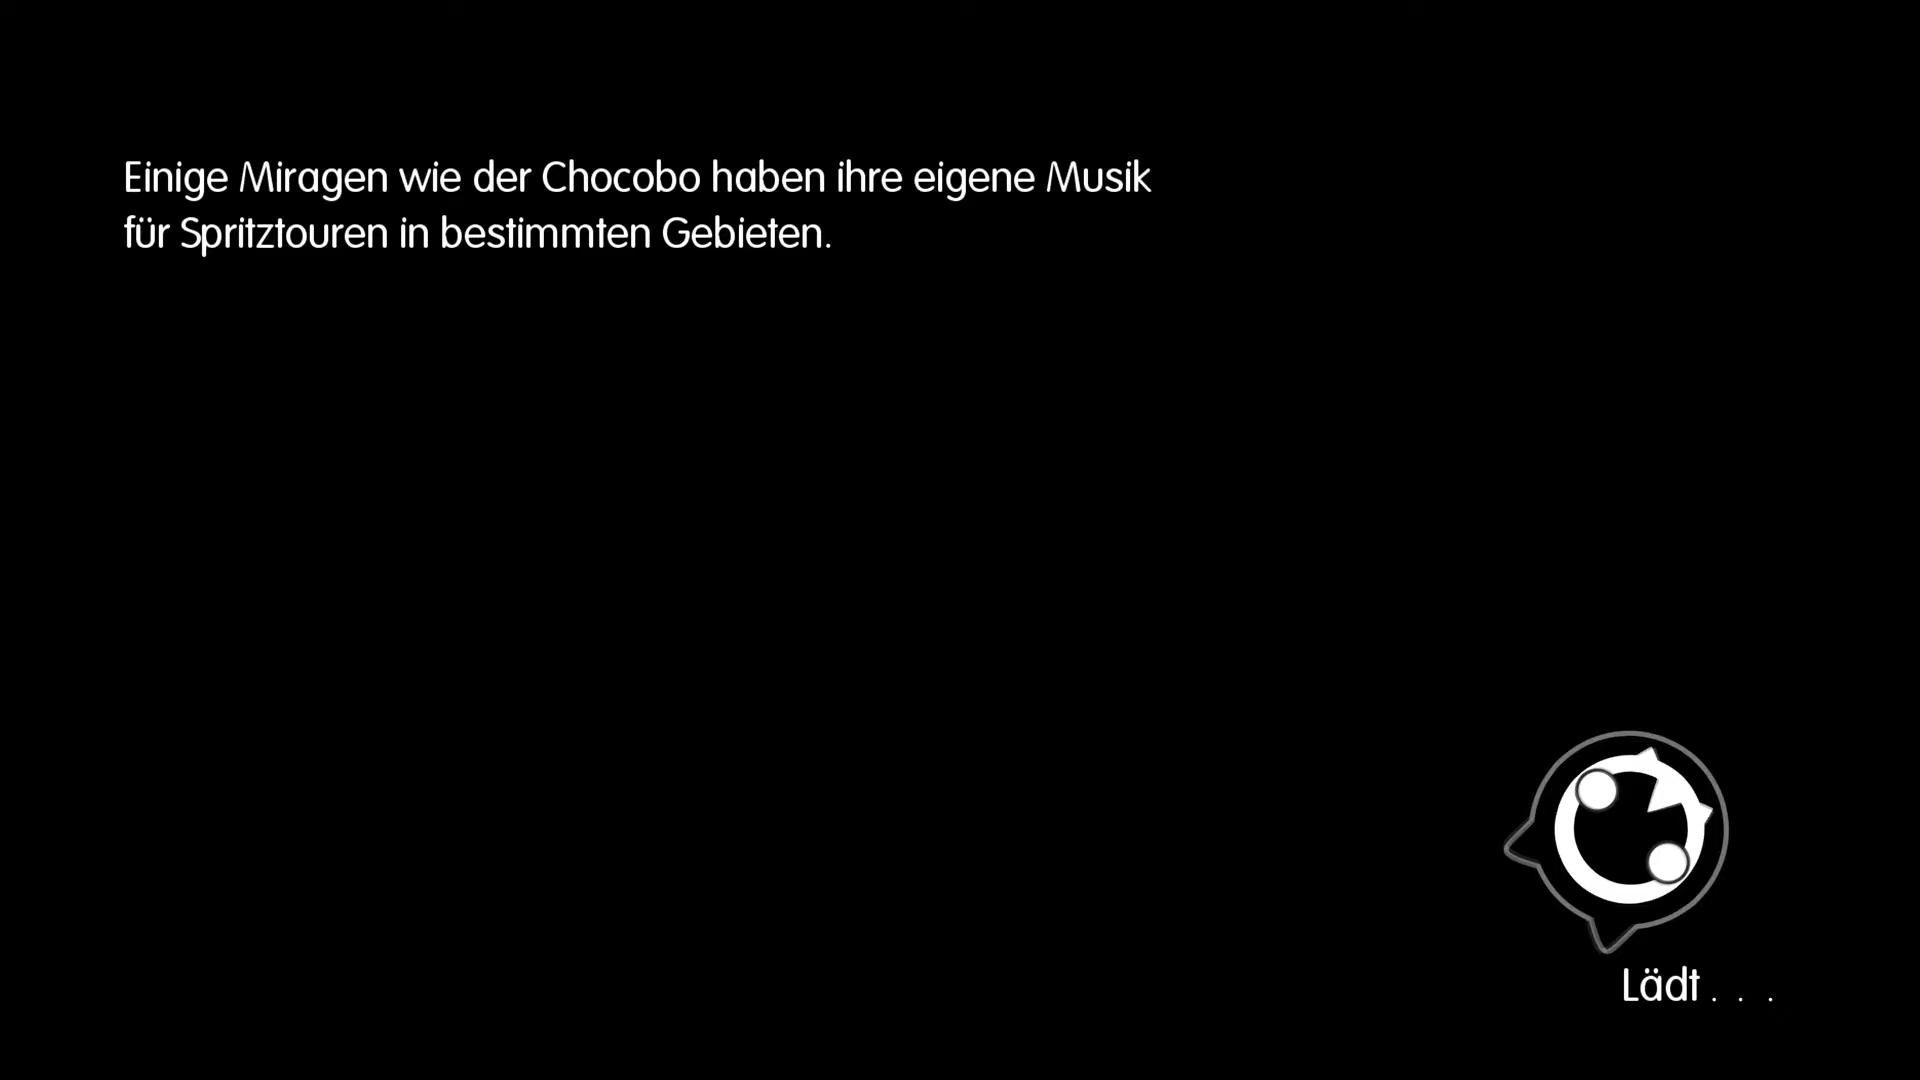 Einige Miragen wie der Chocobo haben ihre eigene Musik
für Spritztouren in bestimmten Gebieten.
Lädt . . .